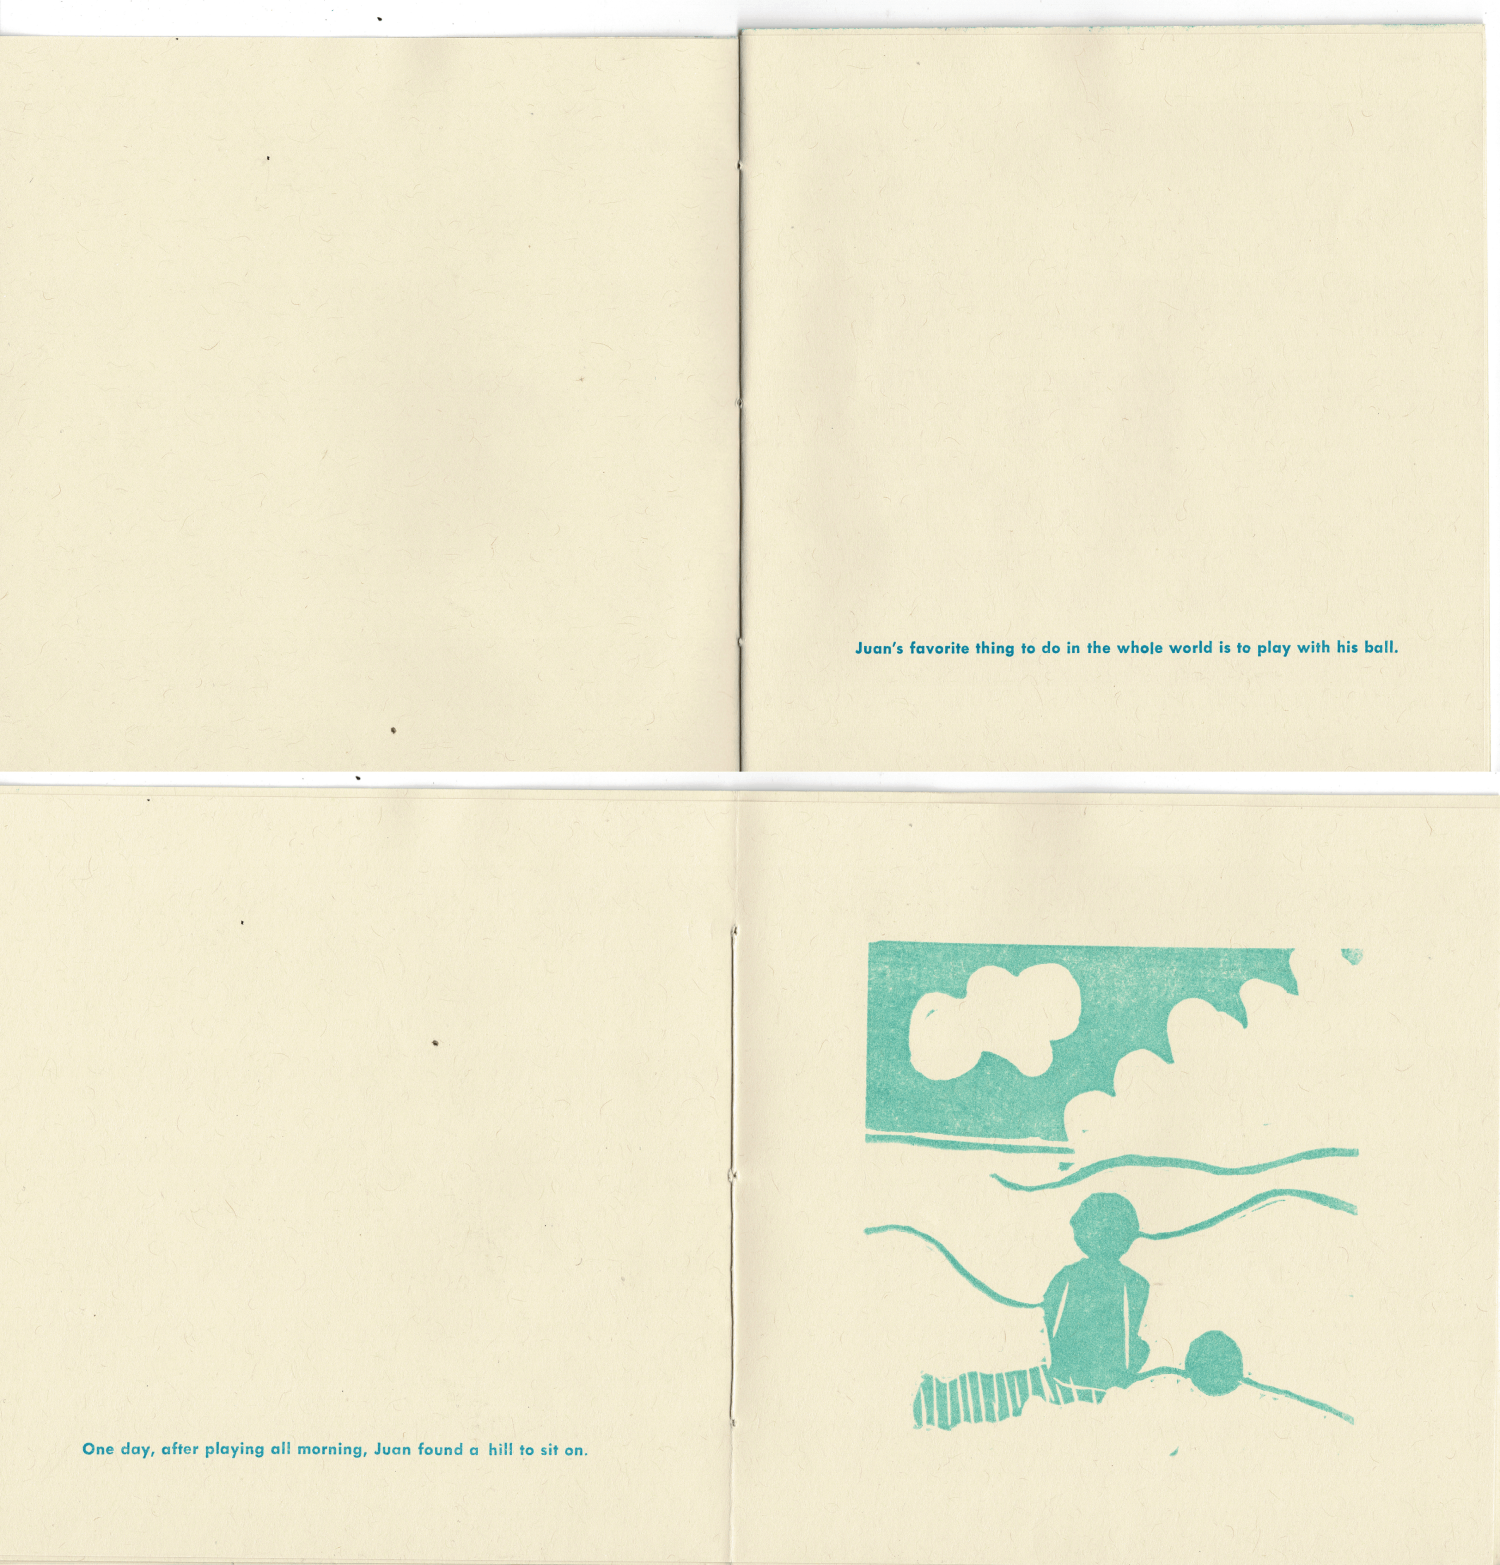 Juan's favorite thing to do in the whole world is to play with his ball.
One day, after playing all morning, Juan found a hill to sit on.